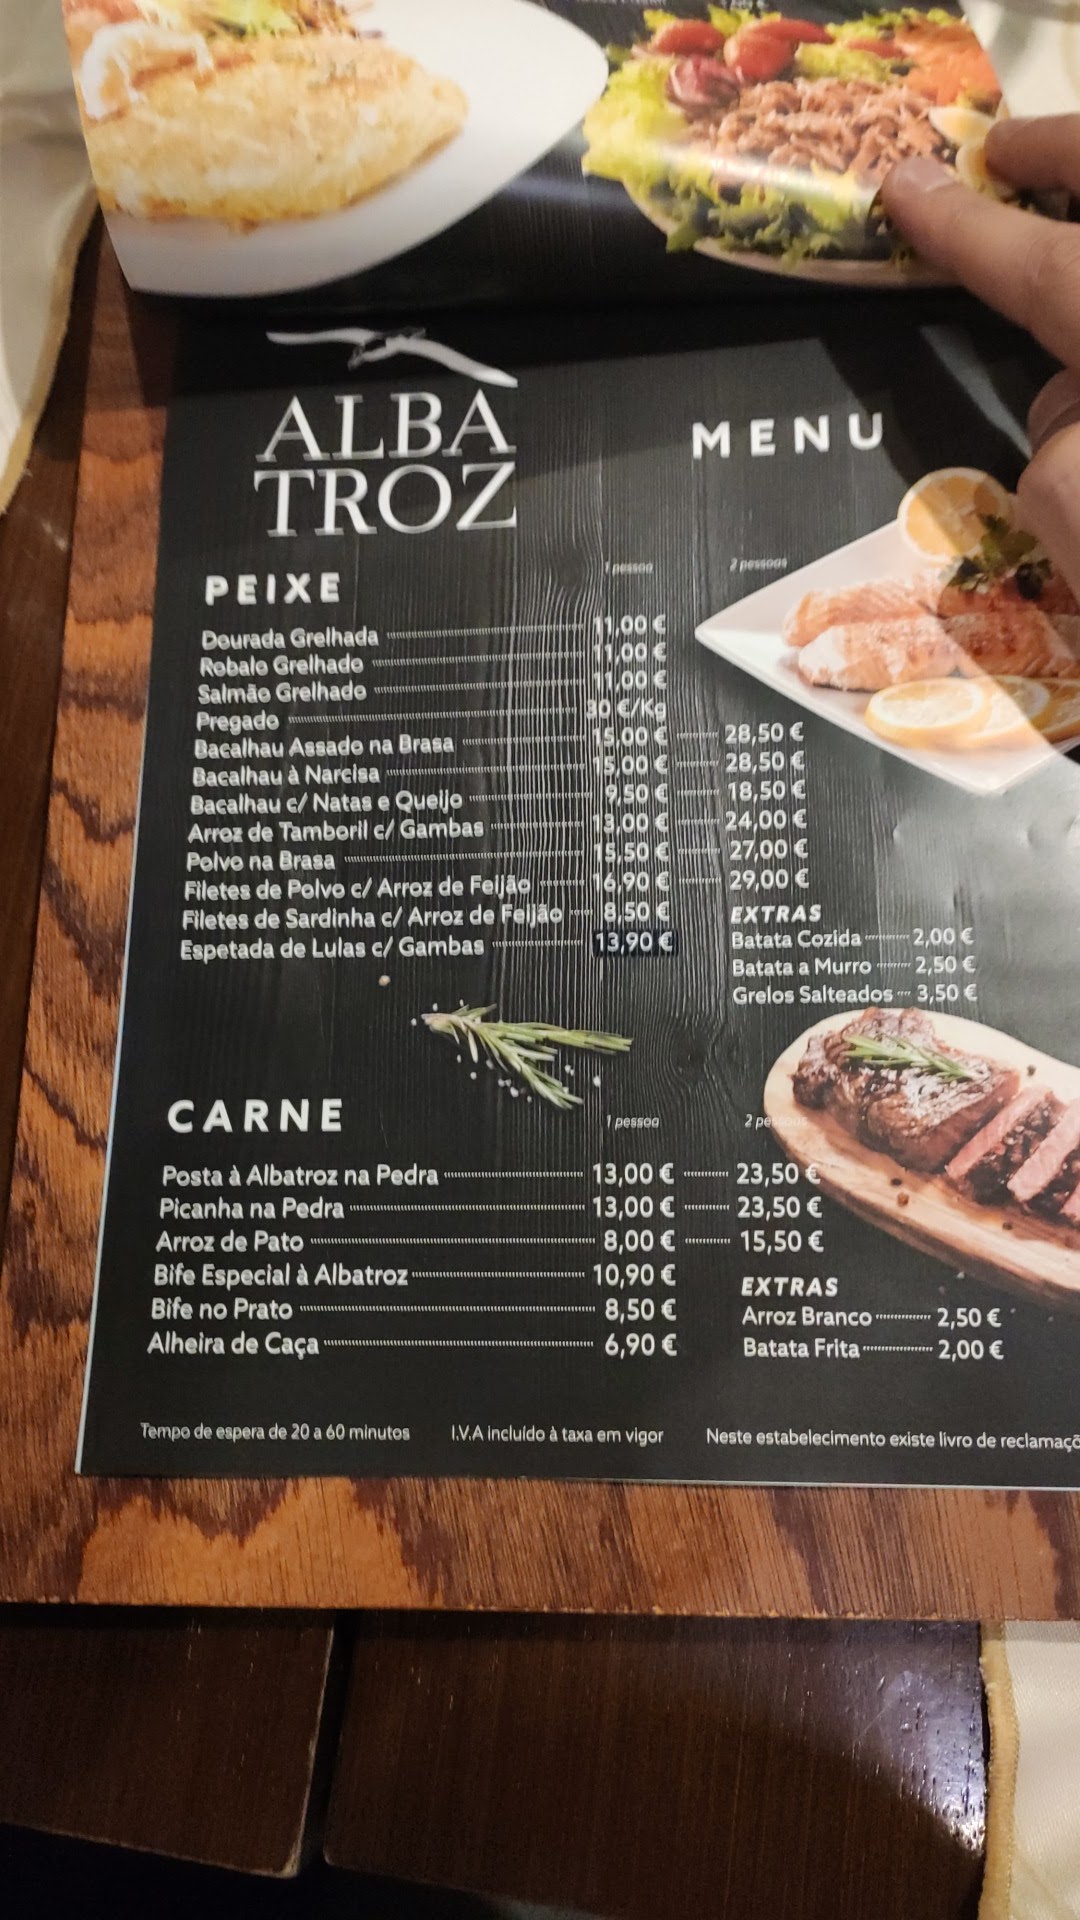 ALBA
TROZ
MENU
PEIXE 1 pessoa 2 pessoas
Dourada Grelhada 11,00 €
Robalo Grelhado 11,00 €
Salmão Grelhado 11,00 €
Pregado 30 €/Kg
Bacalhau Assado na Brasa 15,00 € 28,50 €
Bacalhau à Narcisa 15,00 € 28,50 €
Bacalhau c/ Natas e Queijo 9,50 € 18,50 €
Arroz de Tamboril c/ Gambas 13,00 € 24,00 €
Polvo na Brasa 15,50 € 27,00 €
Filetes de Polvo c/ Arroz de Feijão 16,90 € 29,00 €
Filetes de Sardinha c/ Arroz de Feijão 8,50 €
Espetada de Lulas c/ Gambas 13,90 €
EXTRAS
Batata Cozida 2,00 €
Batata a Murro 2,50 €
Grelos Salteados 3,50 €
CARNE 1 pessoa 2 pessoas
Posta à Albatroz na Pedra 13,00 € 23,50 €
Picanha na Pedra 13,00 € 23,50 €
Arroz de Pato 8,00 € 15,50 €
Bife Especial à Albatroz 10,90 €
Bife no Prato 8,50 €
Alheira de Caça 6,90 €
EXTRAS
Arroz Branco 2,50 €
Batata Frita 2,00 €
Tempo de espera de 20 a 60 minutos I.V.A incluído à taxa em vigor Neste estabelecimento existe livro de reclamaçõ